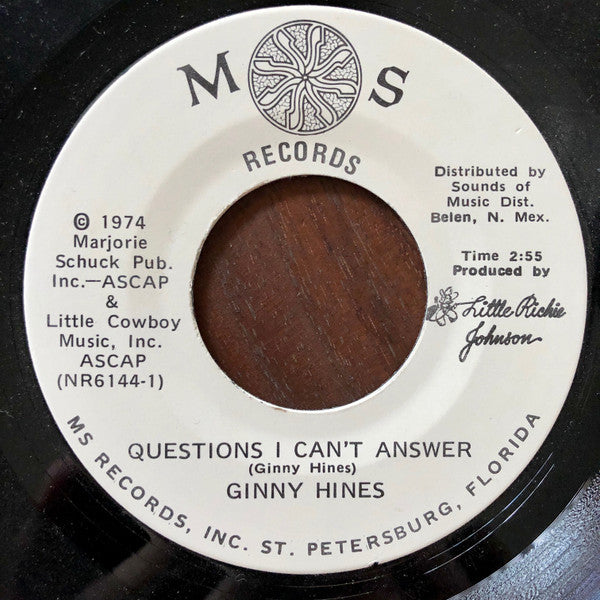 M S
RECORDS
Distributed by
Sounds of
Music Dist.
Belen, N. Mex.
Time 2:55
Produced by
Little Richie
Johnson
© 1974
Marjorie
Schuck Pub.
Inc.—ASCAP
&
Little Cowboy
Music, Inc.
ASCAP
(NR6144-1)
QUESTIONS I CAN'T ANSWER
(Ginny Hines)
GINNY HINES
MS RECORDS, INC. ST. PETERSBURG, FLORIDA